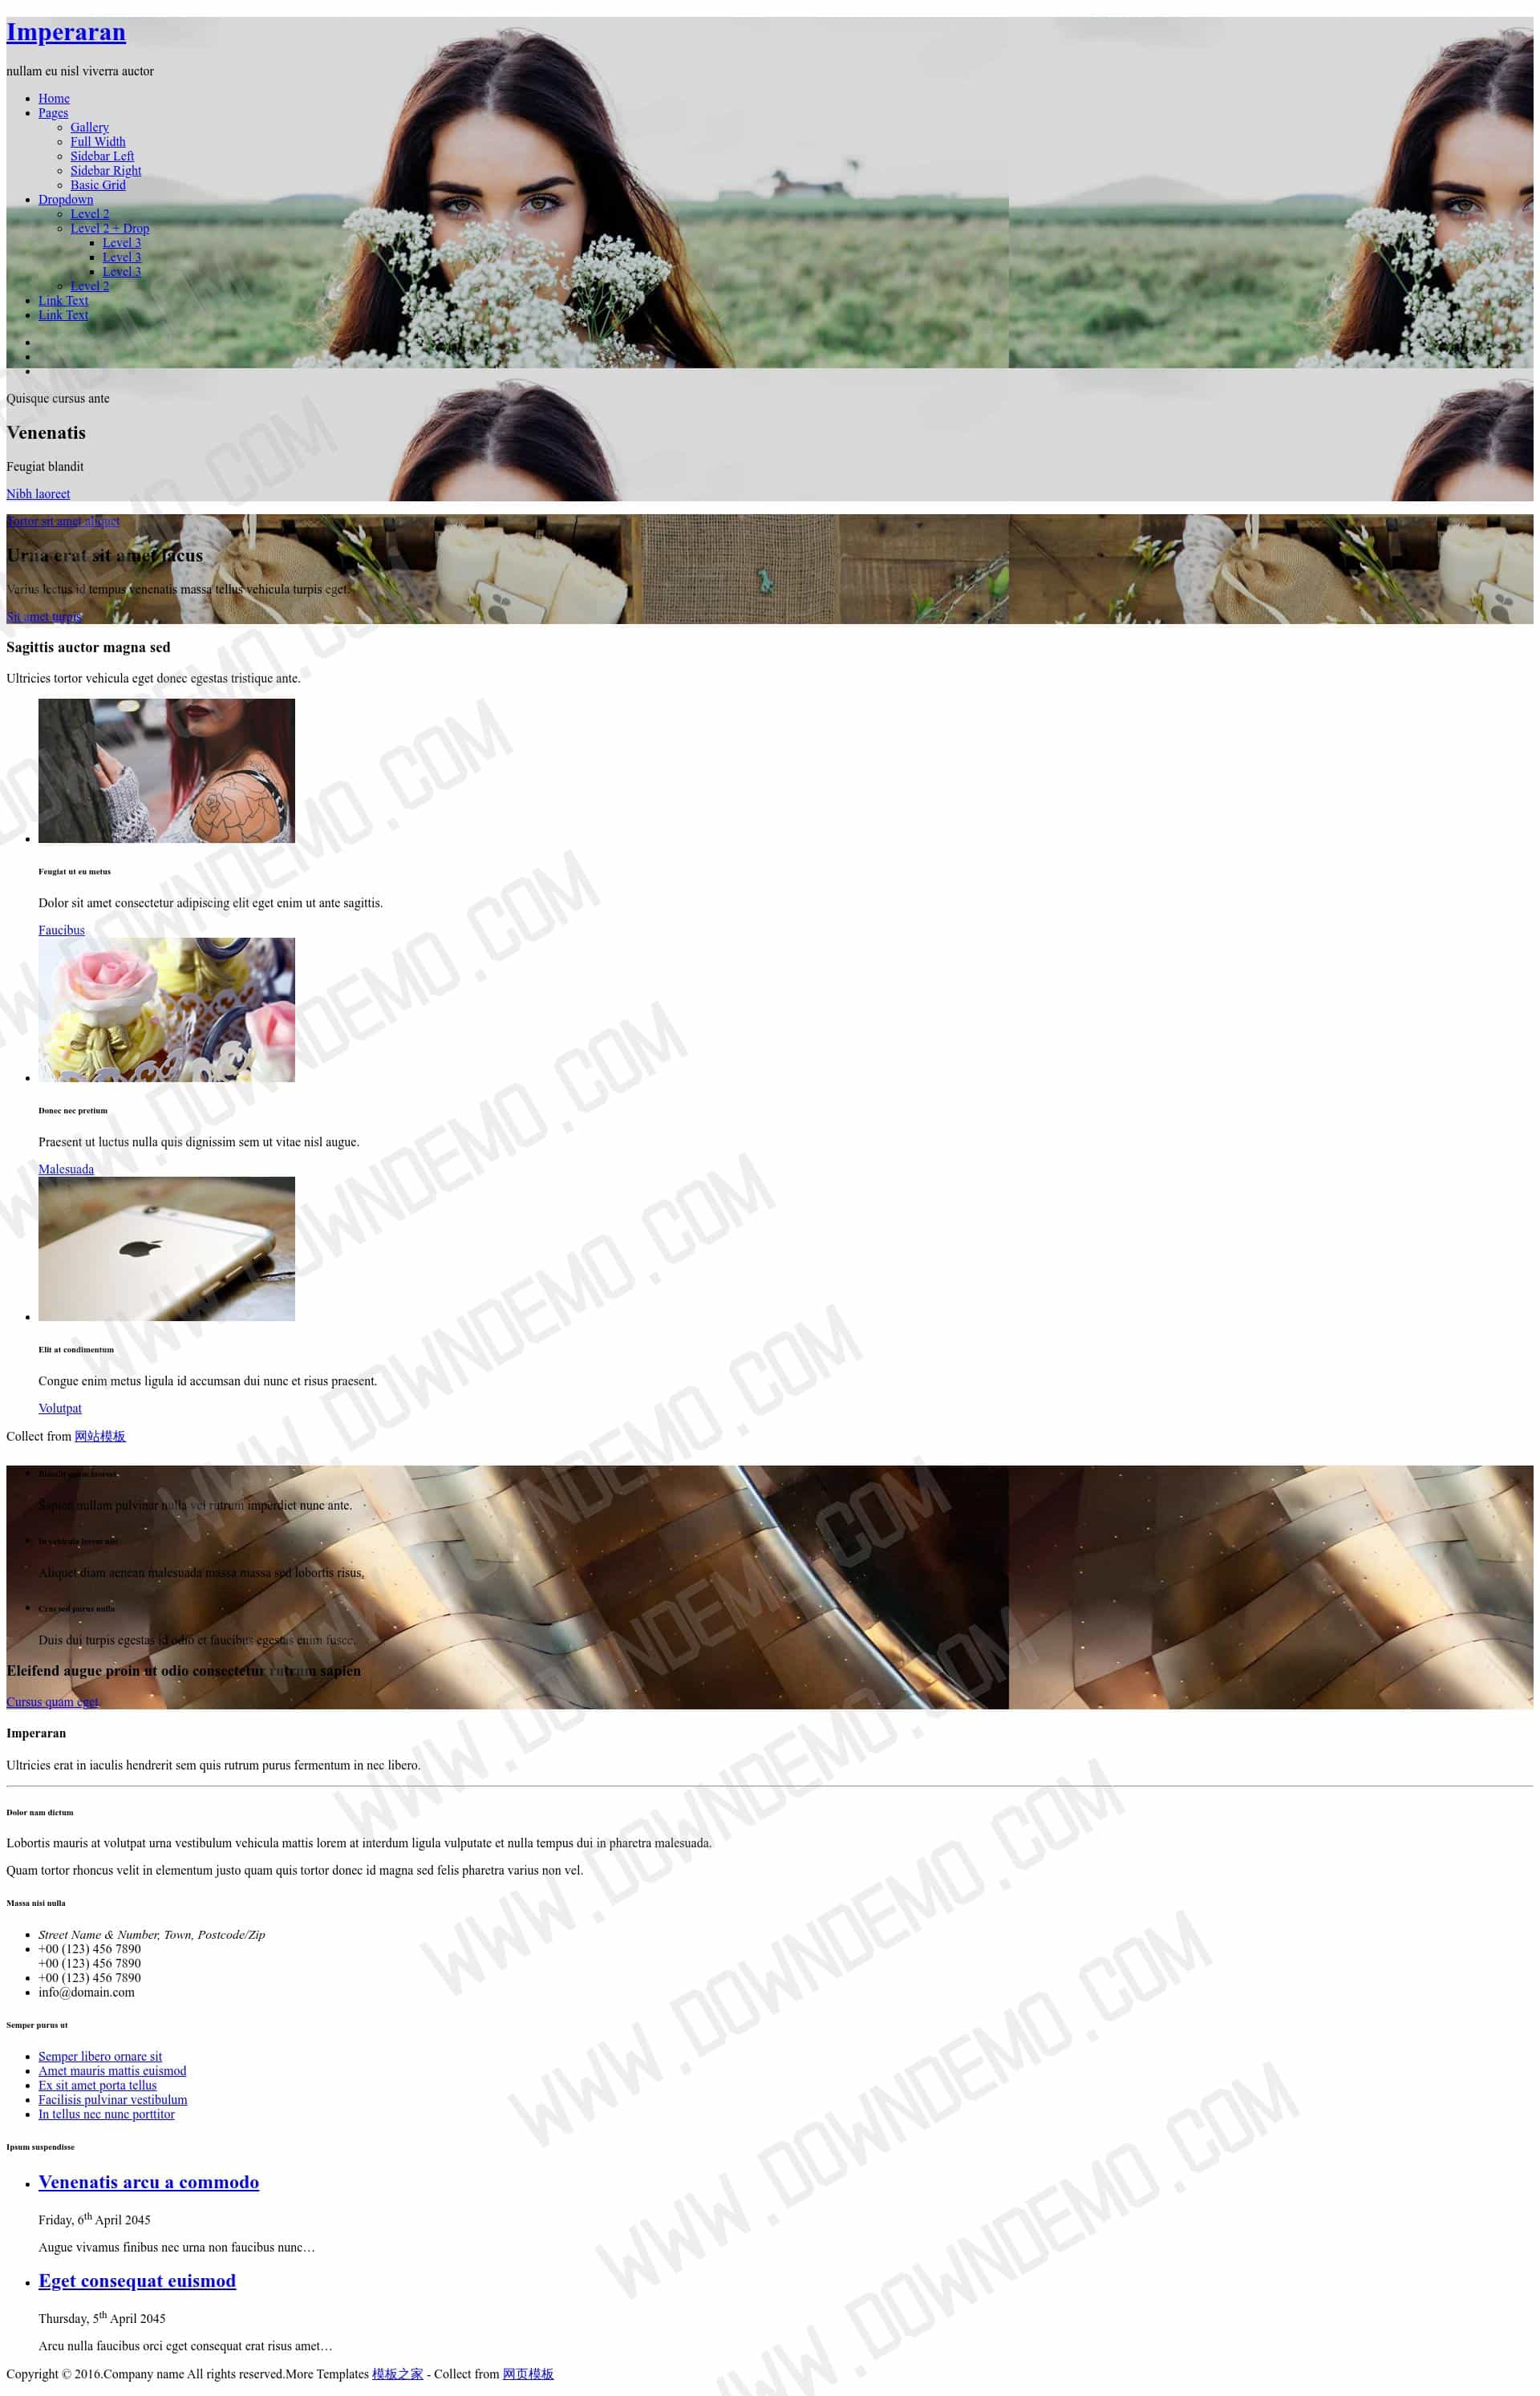 Imperaran
nullam eu nisl viverra auctor
Home
Pages
Gallery
Full Width
Sidebar Left
Sidebar Right
Basic Grid
Dropdown
Level 2
Level 2 + Drop
Level 3
Level 3
Level 3
Level 2
Link Text
Link Text
Quisque cursus ante
Venenatis
Feugiat blandit
Nibh laoreet
Tortor sit amet aliquet
Urna erat sit amet lacus
Varius lectus id tempus venenatis massa tellus vehicula turpis eget.
Sit amet turpis
Sagittis auctor magna sed
Ultricies tortor vehicula eget donec egestas tristique ante.
Feugiat ut eu metus
Dolor sit amet consectetur adipiscing elit eget enim ut ante sagittis.
Faucibus
Donec nec pretium
Praesent ut luctus nulla quis dignissim sem ut vitae nisl augue.
Malesuada
Elit at condimentum
Congue enim metus ligula id accumsan dui nunc et risus praesent.
Volutpat
Collect from 网站模板
Sapien nullam pulvinar nulla vel rutrum imperdiet nunc ante.
In vehicula lorem nisi
Aliquet diam aenean malesuada massa massa sed lobortis risus.
Cras sed purus nulla
Duis dui turpis egestas id odio et faucibus egestas enim fusce.
Eleifend augue proin ut odio consectetur rutrum sapien
Cursus quam eget
Imperaran
Ultricies erat in iaculis hendrerit sem quis rutrum purus fermentum in nec libero.
Dolor nam dictum
Lobortis mauris at volutpat urna vestibulum vehicula mattis lorem at interdum ligula vulputate et nulla tempus dui in pharetra malesuada.
Quam tortor rhoncus velit in elementum justo quam quis tortor donec id magna sed felis pharetra varius non vel.
Massa nisi nulla
Street Name & Number, Town, Postcode/Zip
+00 (123) 456 7890
+00 (123) 456 7890
+00 (123) 456 7890
info@domain.com
Semper purus ut
Semper libero ornare sit
Amet mauris mattis euismod
Ex sit amet porta tellus
Facilisis pulvinar vestibulum
In tellus nec nunc porttitor
Ipsum suspendisse
Venenatis arcu a commodo
Friday, 6th April 2045
Augue vivamus finibus nec urna non faucibus nunc…
Eget consequat euismod
Thursday, 5th April 2045
Arcu nulla faucibus orci eget consequat erat risus amet…
Copyright © 2016.Company name All rights reserved.More Templates 模板之家 - Collect from 网页模板
WWW.DOWNDEMO.COM